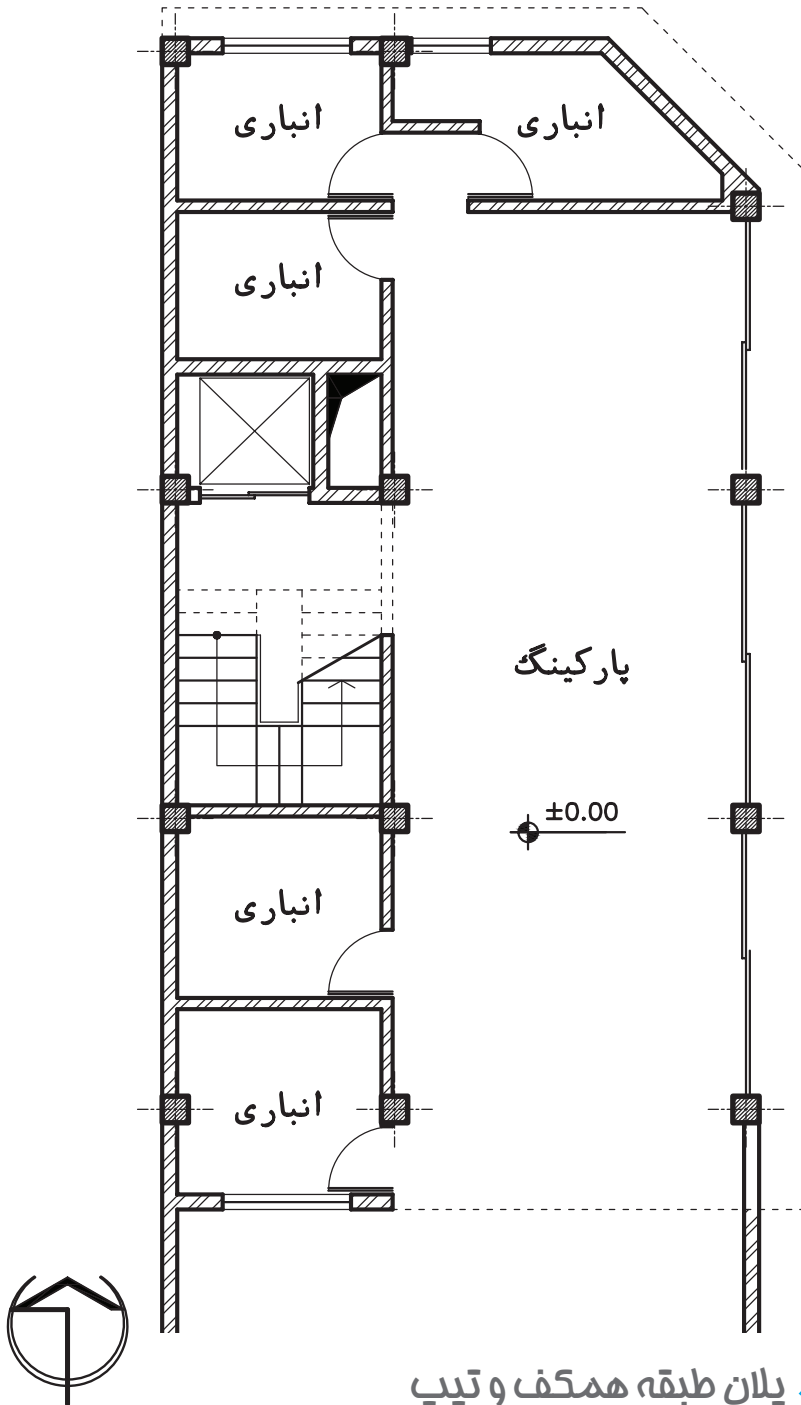 انباری
انباری
انباری
پارکینگ
±0.00
انباری
انباری
پلان طبقه همکف و تیپ